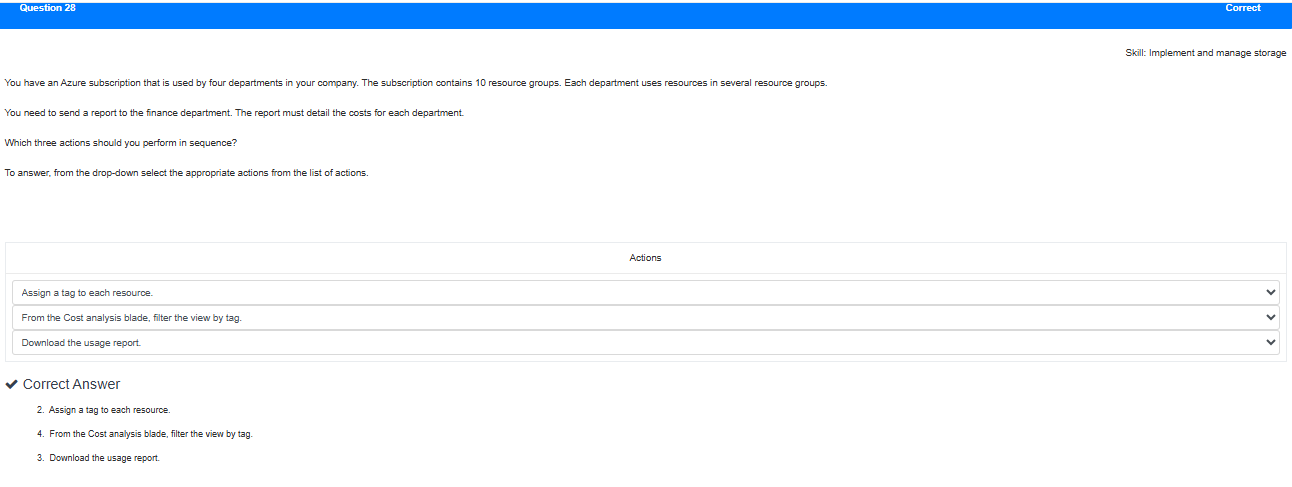 Question 28
Correct
Skill: Implement and manage storage
You have an Azure subscription that is used by four departments in your company. The subscription contains 10 resource groups. Each department uses resources in several resource groups.
You need to send a report to the finance department. The report must detail the costs for each department.
Which three actions should you perform in sequence?
To answer, from the drop-down select the appropriate actions from the list of actions.
Actions
Assign a tag to each resource.
From the Cost analysis blade, filter the view by tag.
Download the usage report.
Correct Answer
2. Assign a tag to each resource.
4. From the Cost analysis blade, filter the view by tag.
3. Download the usage report.